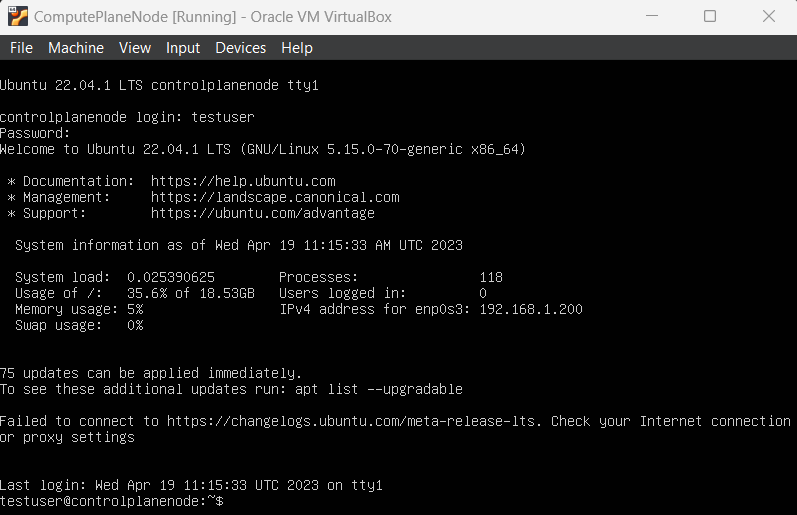 ComputePlaneNode [Running] - Oracle VM VirtualBox
File Machine View Input Devices Help
Ubuntu 22.04.1 LTS controlplanenode tty1
controlplanenode login: testuser
Password:
Welcome to Ubuntu 22.04.1 LTS (GNU/Linux 5.15.0-70-generic x86_64)
* Documentation: https://help.ubuntu.com
* Management: https://landscape.canonical.com
* Support: https://ubuntu.com/advantage
System information as of Wed Apr 19 11:15:33 AM UTC 2023
System load: 0.025390625 Processes: 118
Usage of /: 35.6% of 18.53GB Users logged in: 0
Memory usage: 5% IPv4 address for enp0s3: 192.168.1.200
Swap usage: 0%
75 updates can be applied immediately.
To see these additional updates run: apt list --upgradable
Failed to connect to https://changelogs.ubuntu.com/meta-release-lts. Check your Internet connection
or proxy settings
Last login: Wed Apr 19 11:15:33 UTC 2023 on tty1
testuser@controlplanenode:~$